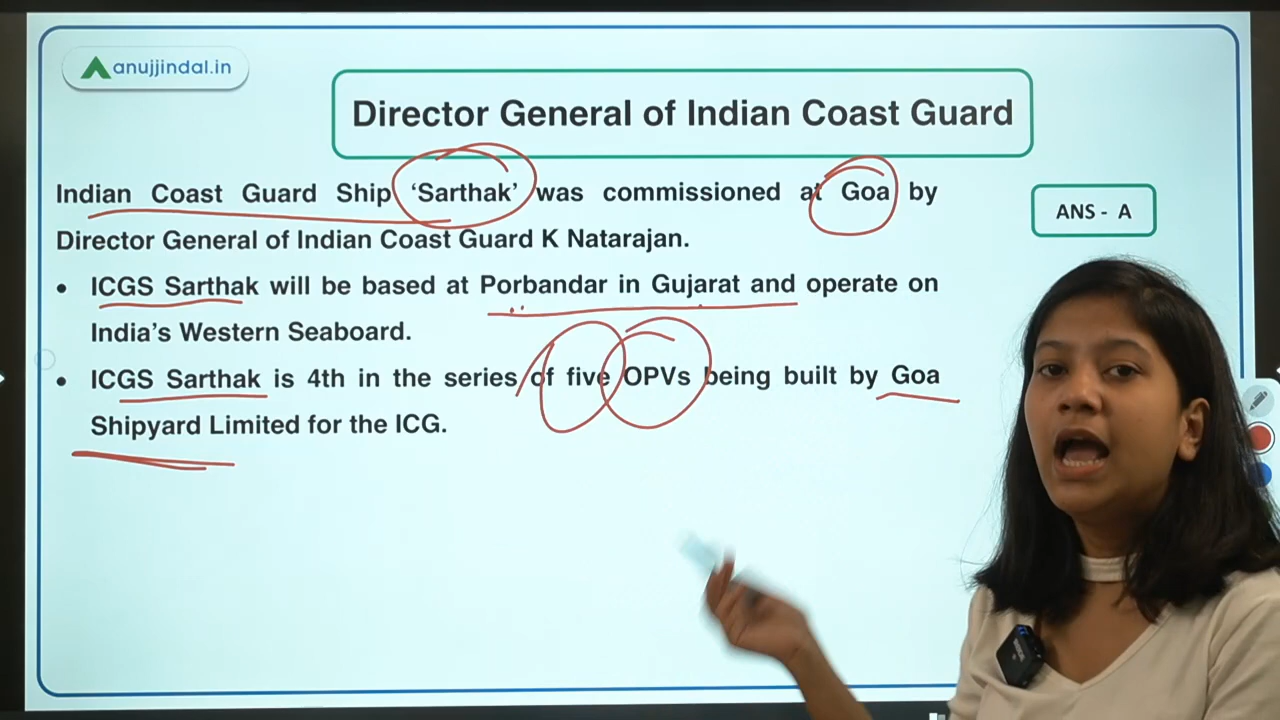 anujjindal.in
Director General of Indian Coast Guard
Indian Coast Guard Ship ‘Sarthak’ was commissioned at Goa by
Director General of Indian Coast Guard K Natarajan.
ANS - A
• ICGS Sarthak will be based at Porbandar in Gujarat and operate on
India’s Western Seaboard.
• ICGS Sarthak is 4th in the series of five OPVs being built by Goa
Shipyard Limited for the ICG.